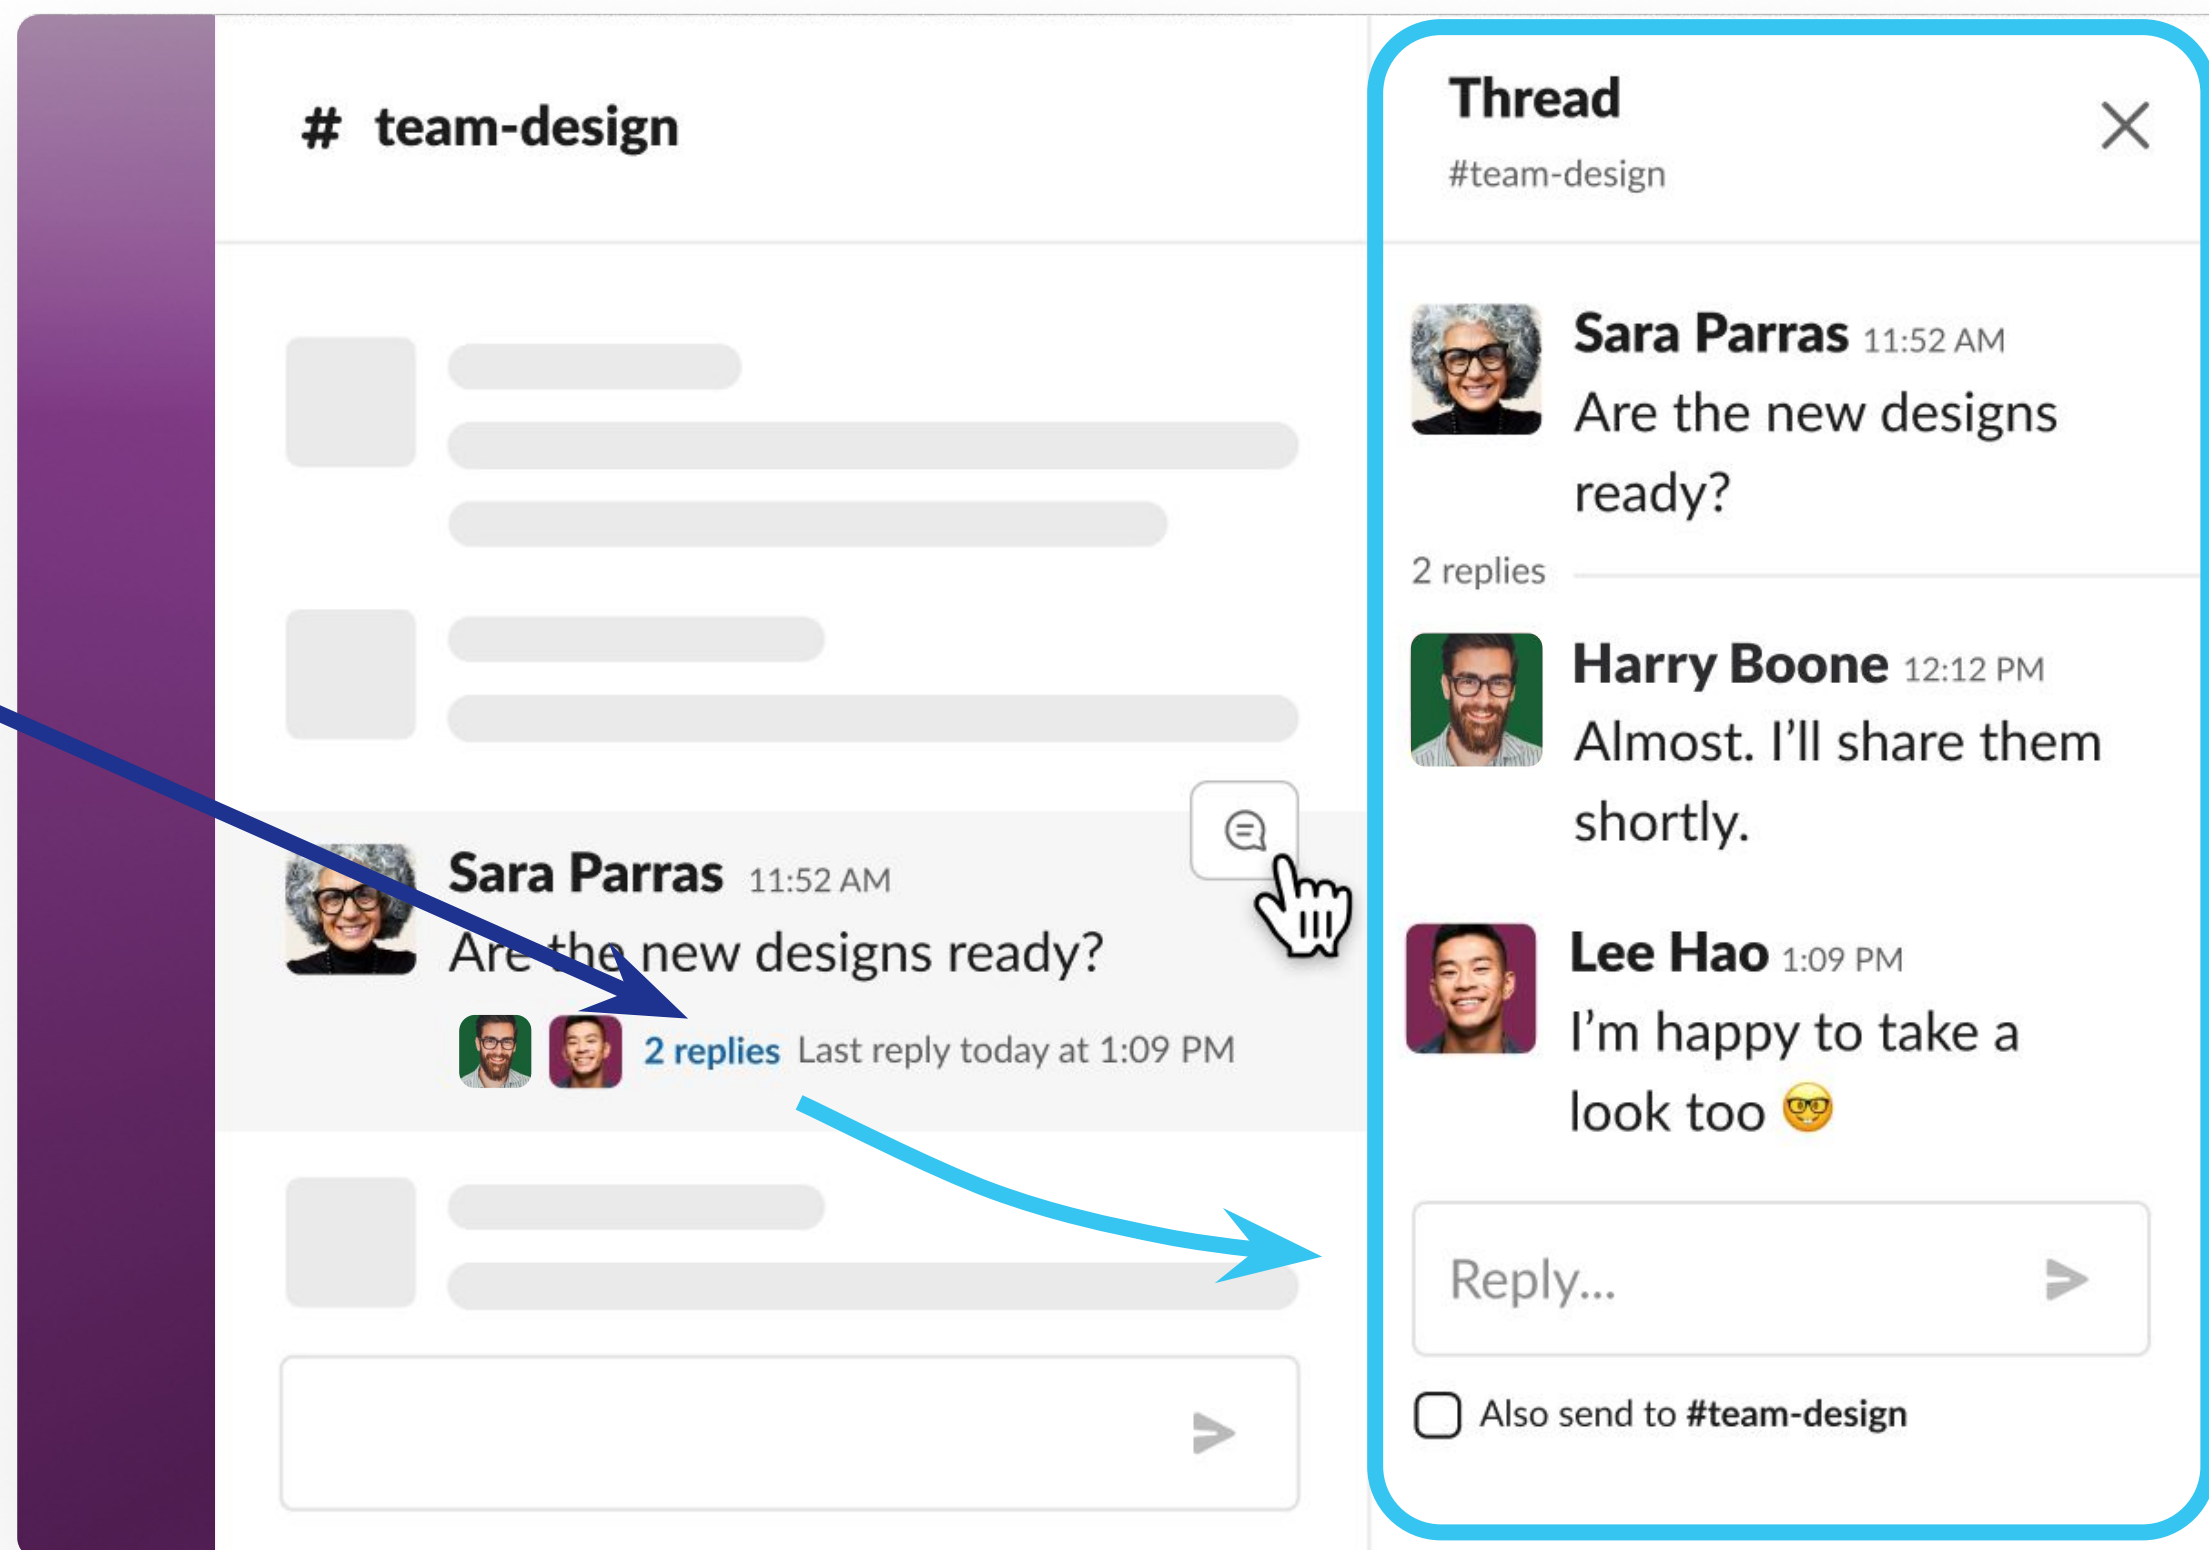 # team-design
Sara Parras 11:52 AM
Are the new designs ready?
2 replies Last reply today at 1:09 PM
Thread
#team-design
Sara Parras 11:52 AM
Are the new designs
ready?
2 replies
Harry Boone 12:12 PM
Almost. I’ll share them
shortly.
Lee Hao 1:09 PM
I’m happy to take a
look too 🤓
Reply...
Also send to #team-design